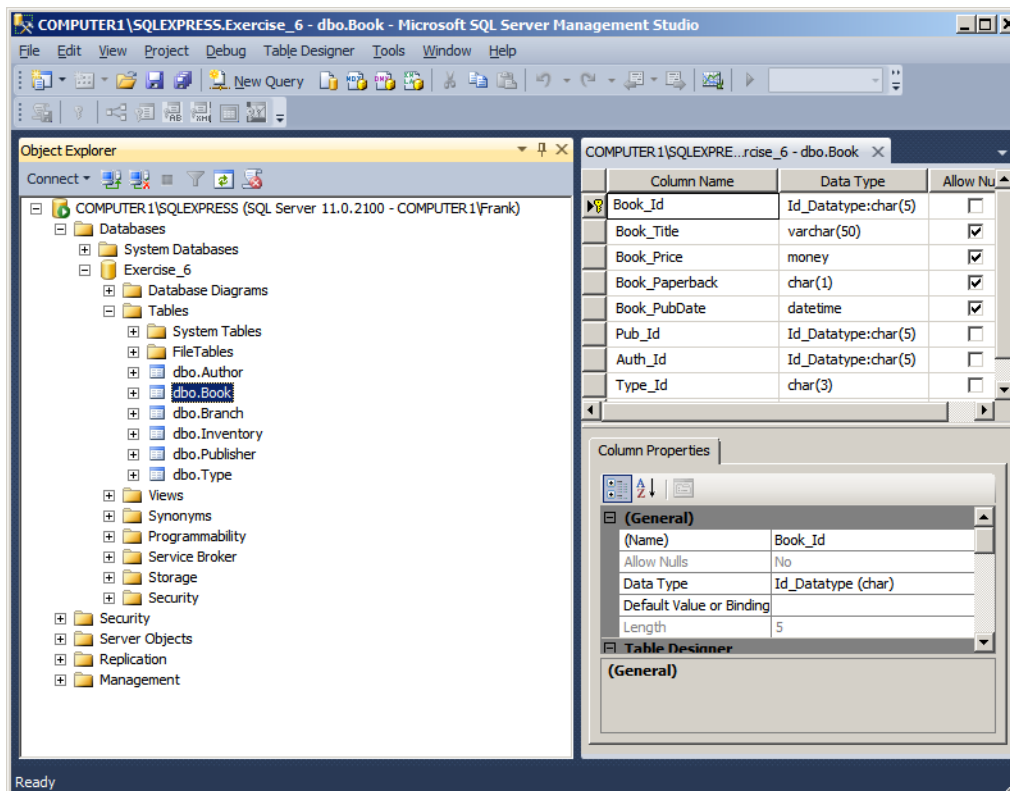 COMPUTER1\SQLEXPRESS.Exercise_6 - dbo.Book - Microsoft SQL Server Management Studio
File Edit View Project Debug Table Designer Tools Window Help
New Query
Object Explorer
Connect
COMPUTER1\SQLEXPRESS (SQL Server 11.0.2100 - COMPUTER1\Frank)
Databases
System Databases
Exercise_6
Database Diagrams
Tables
System Tables
FileTables
dbo.Author
dbo.Book
dbo.Branch
dbo.Inventory
dbo.Publisher
dbo.Type
Views
Synonyms
Programmability
Service Broker
Storage
Security
Security
Server Objects
Replication
Management
COMPUTER1\SQLEXPRE...rcise_6 - dbo.Book
Column Name Data Type Allow Nu
Book_Id Id_Datatype:char(5)
Book_Title varchar(50)
Book_Price money
Book_Paperback char(1)
Book_PubDate datetime
Pub_Id Id_Datatype:char(5)
Auth_Id Id_Datatype:char(5)
Type_Id char(3)
Column Properties
(General)
(Name) Book_Id
Allow Nulls No
Data Type Id_Datatype (char)
Default Value or Binding
Length 5
Table Designer
(General)
Ready